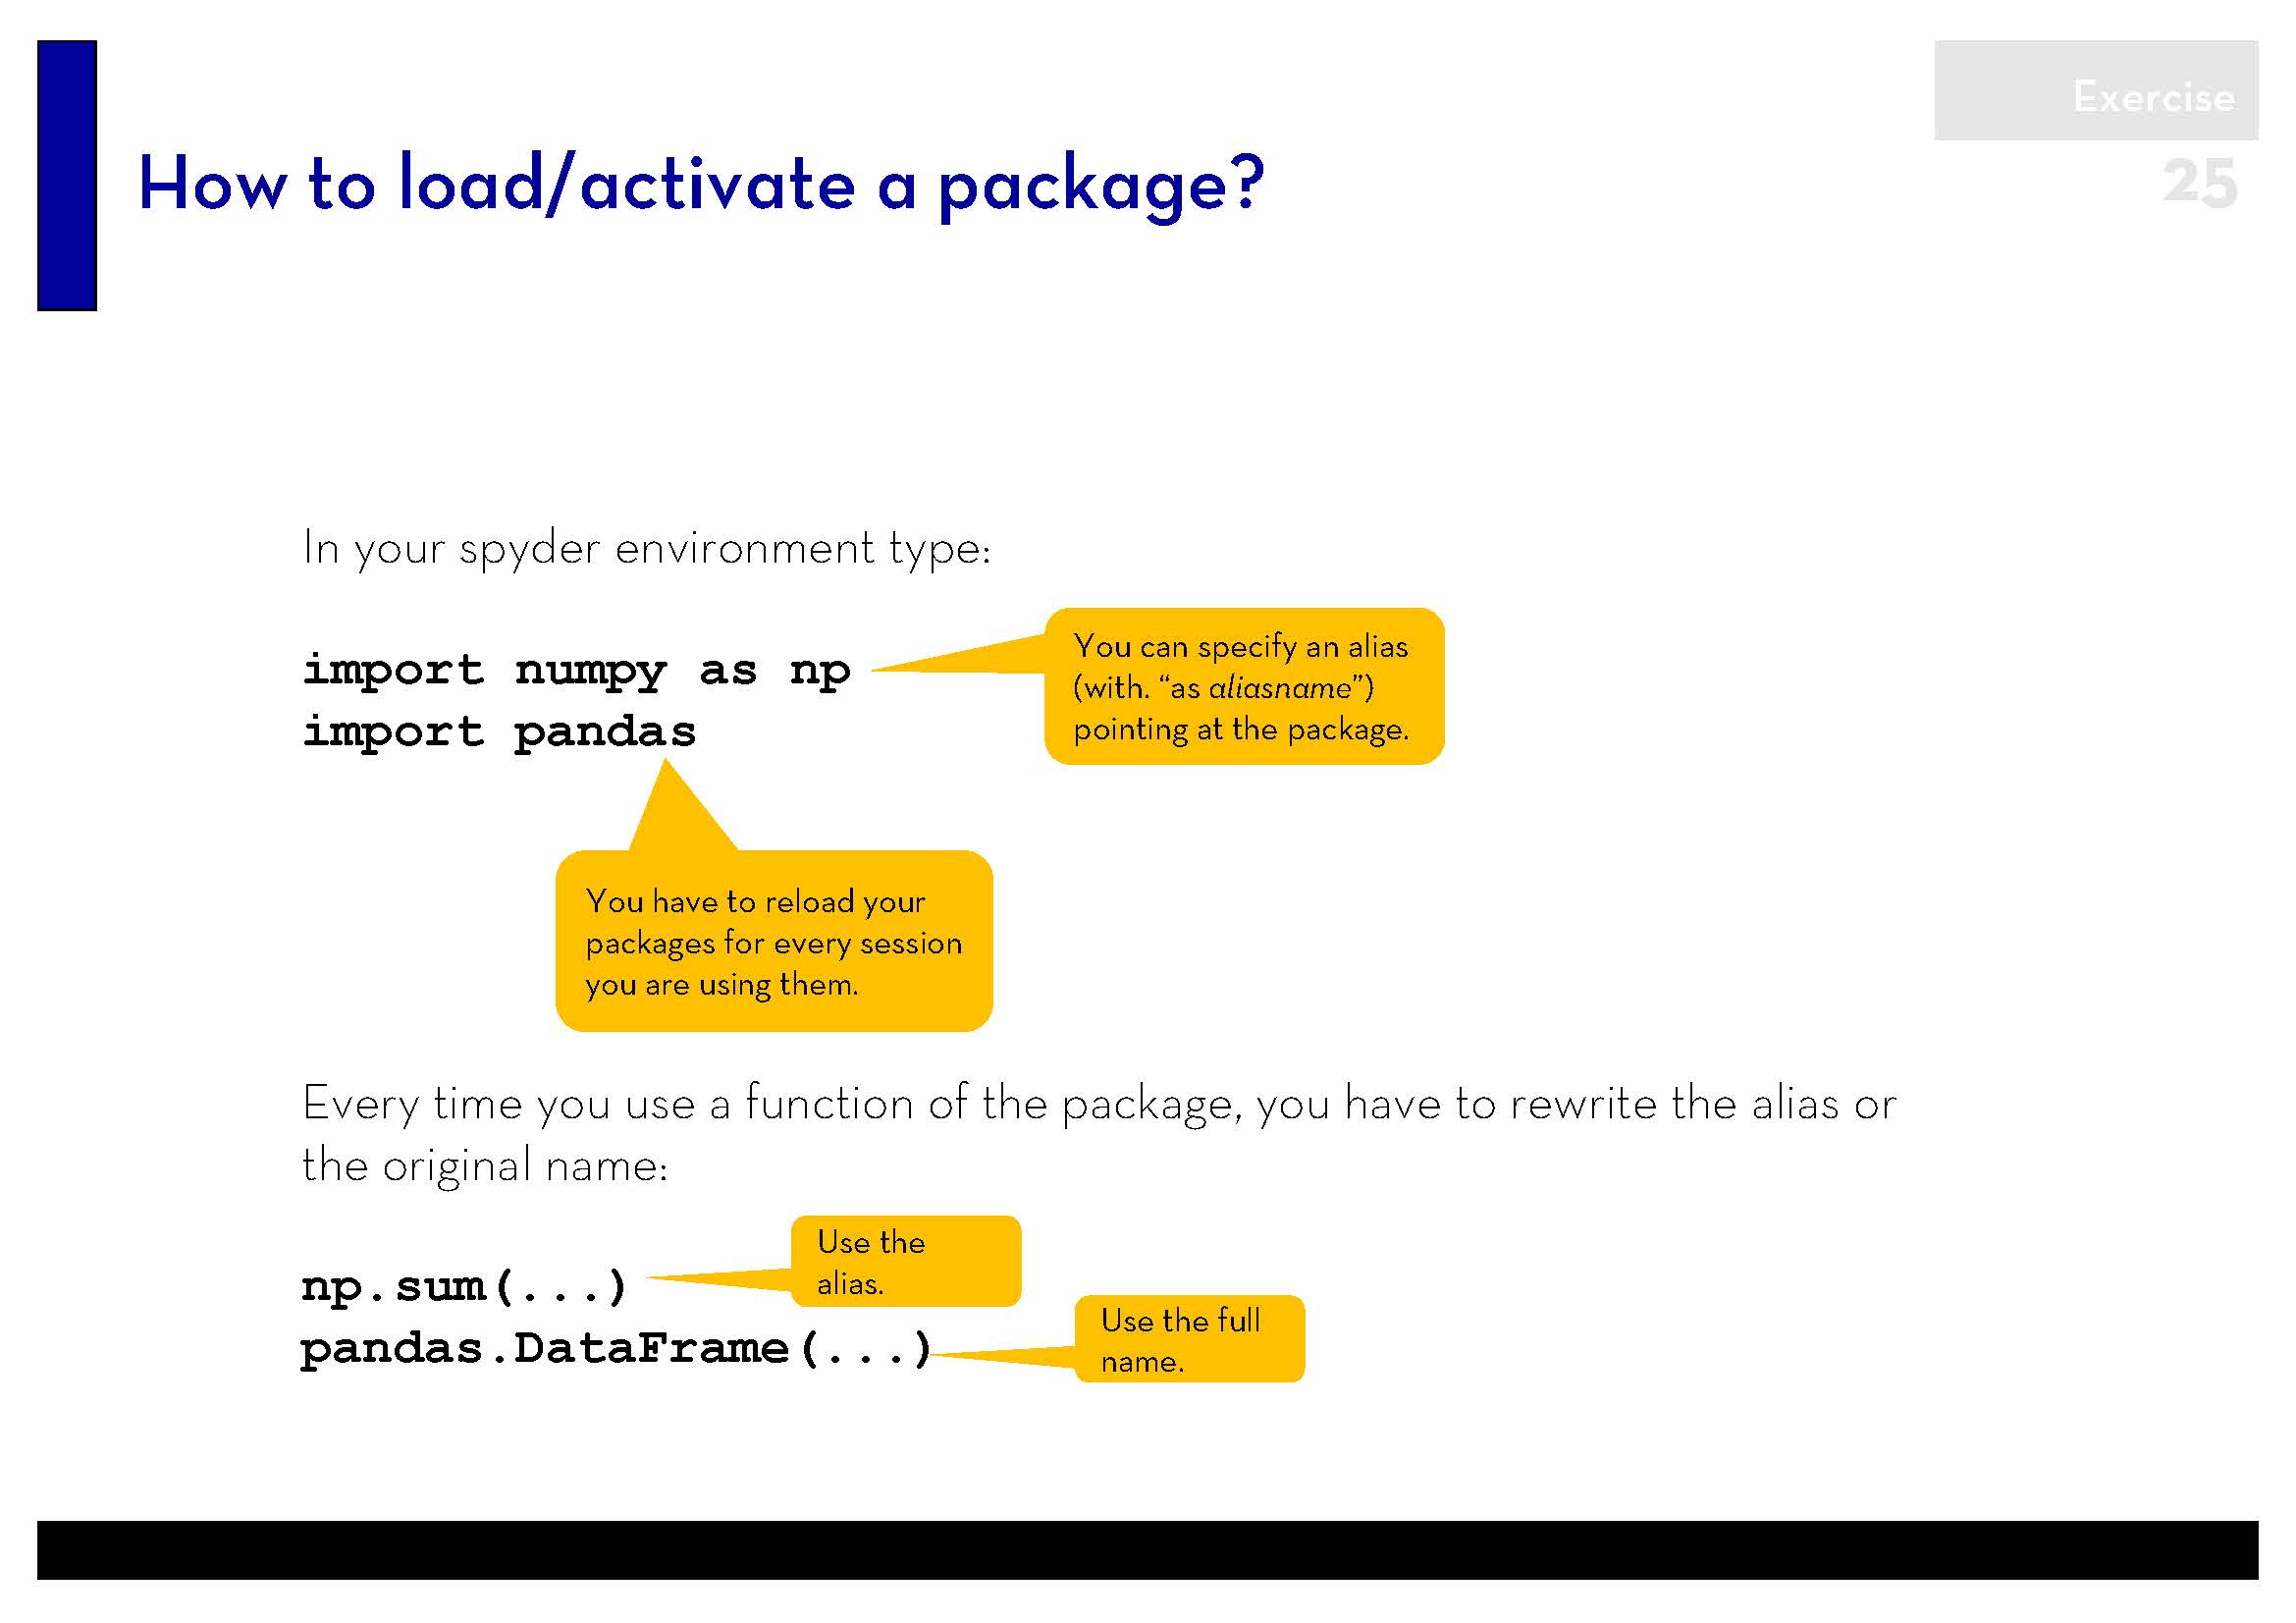 Exercise
25
How to load/activate a package?
In your spyder environment type:
import numpy as np
import pandas
You can specify an alias
(with. “as aliasname”)
pointing at the package.
You have to reload your
packages for every session
you are using them.
Every time you use a function of the package, you have to rewrite the alias or
the original name:
np.sum(...)
pandas.DataFrame(...)
Use the
alias.
Use the full
name.